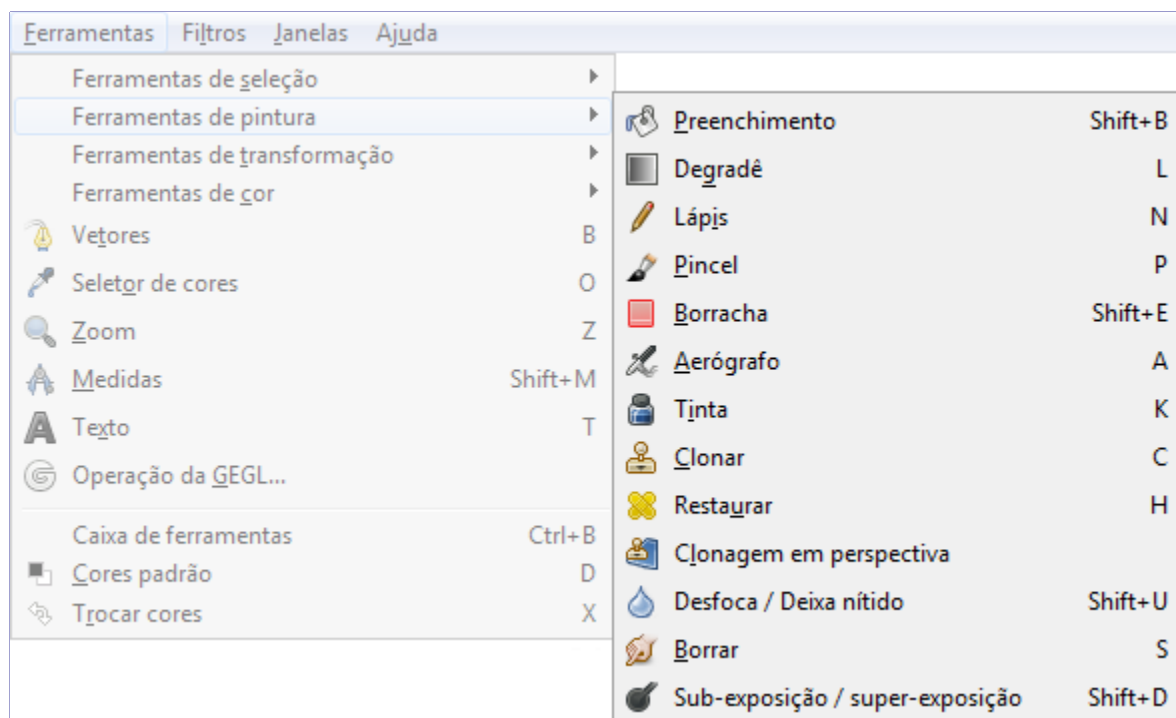 Ferramentas Filtros Janelas Ajuda
Ferramentas de seleção
Ferramentas de pintura
Ferramentas de transformação
Ferramentas de cor
Vetores B
Seletor de cores O
Zoom Z
Medidas Shift+M
Texto T
Operação da GEGL...
Caixa de ferramentas Ctrl+B
Cores padrão D
Trocar cores X
Preenchimento Shift+B
Degradê L
Lápis N
Pincel P
Borracha Shift+E
Aerógrafo A
Tinta K
Clonar C
Restaurar H
Clonagem em perspectiva
Desfoca / Deixa nítido Shift+U
Borrar S
Sub-exposição / super-exposição Shift+D